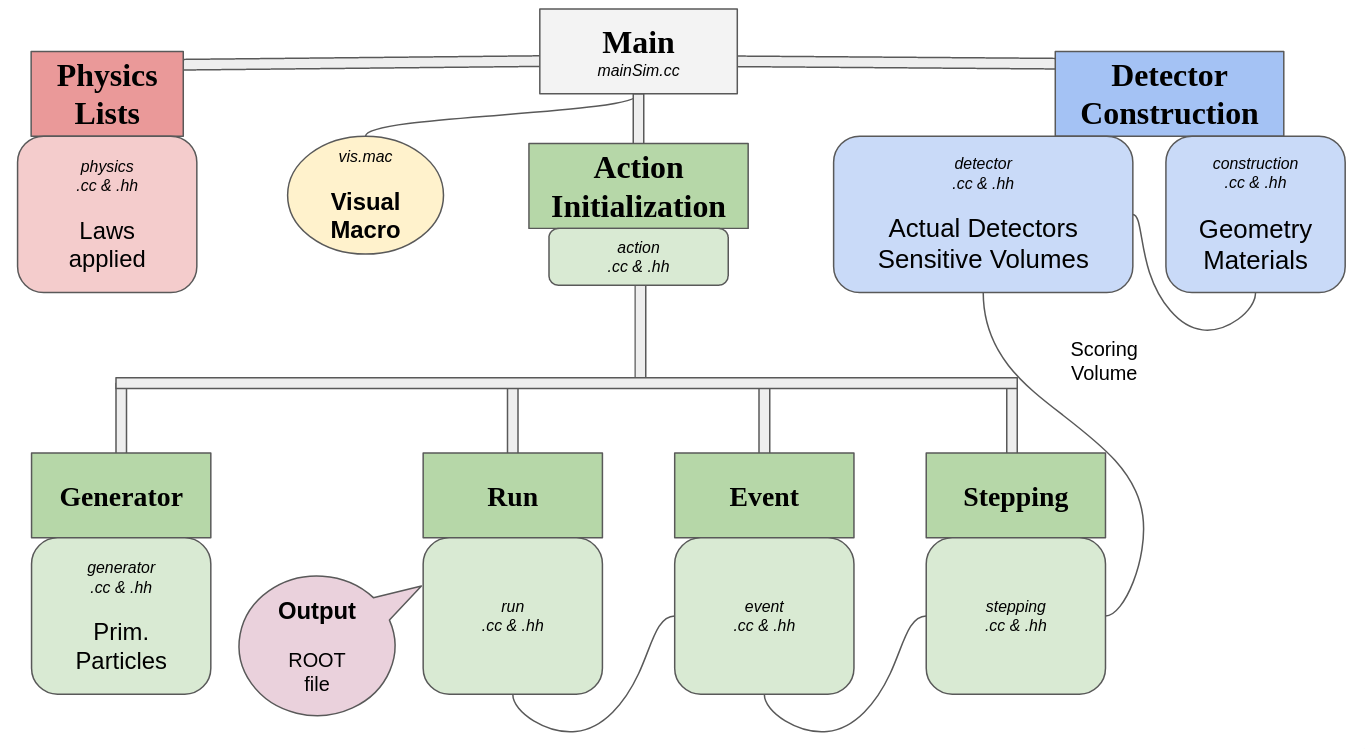 Main
mainSim.cc
Physics
Lists
physics
.cc & .hh
Laws
applied
vis.mac
Visual
Macro
Action
Initialization
action
.cc & .hh
Detector
Construction
detector
.cc & .hh
Actual Detectors
Sensitive Volumes
construction
.cc & .hh
Geometry
Materials
Scoring
Volume
Generator
generator
.cc & .hh
Prim.
Particles
Output
ROOT
file
Run
run
.cc & .hh
Event
event
.cc & .hh
Stepping
stepping
.cc & .hh